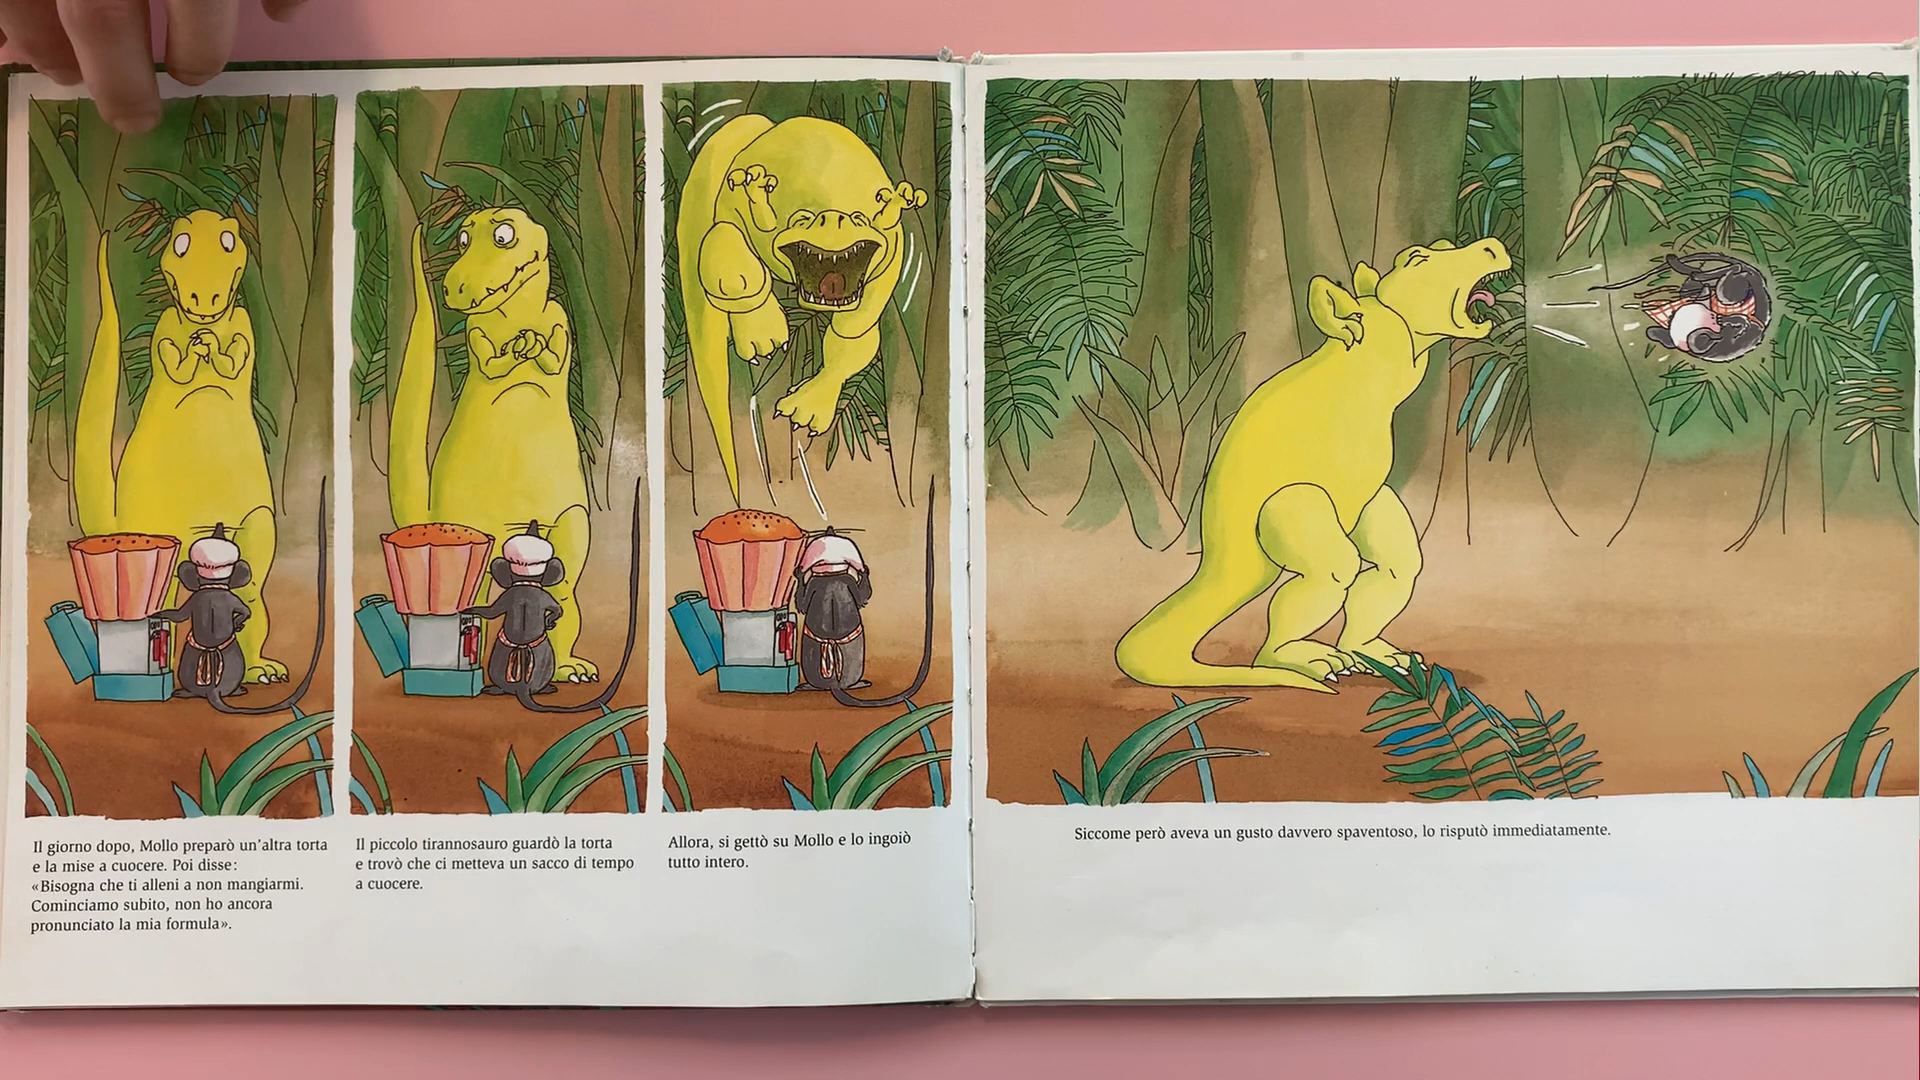 Il giorno dopo, Mollo preparò un'altra torta
e la mise a cuocere. Poi disse:
«Bisogna che ti alleni a non mangiarmi.
Cominciamo subito, non ho ancora
pronunciato la mia formula».
Il piccolo tirannosauro guardò la torta
e trovò che ci metteva un sacco di tempo
a cuocere.
Allora, si gettò su Mollo e lo ingoiò
tutto intero.
Siccome però aveva un gusto davvero spaventoso, lo risputò immediatamente.